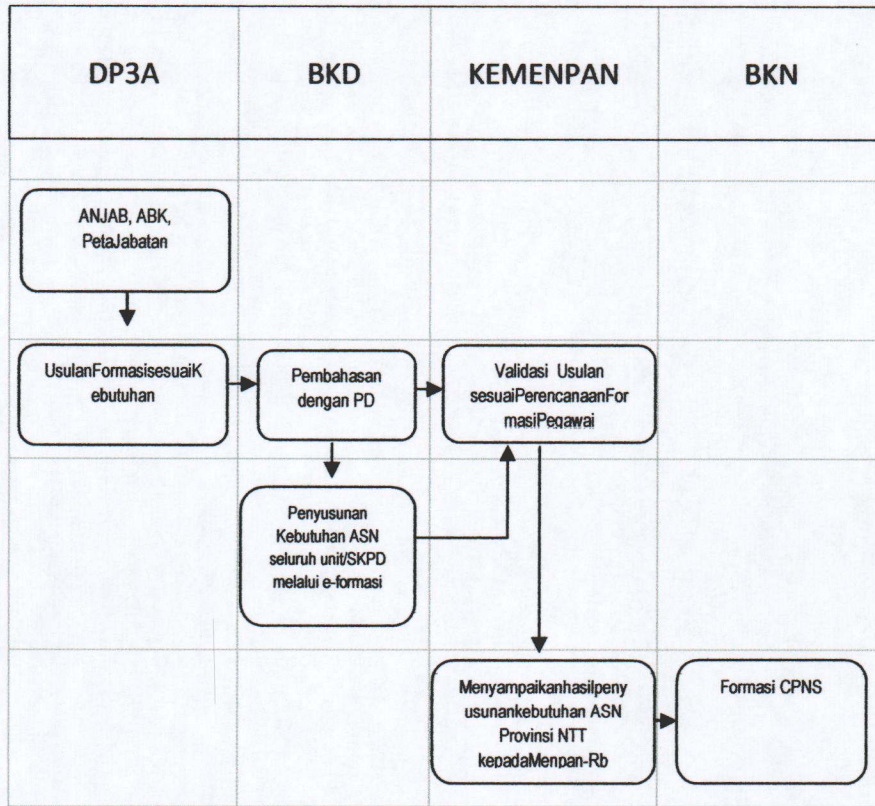 DP3A
BKD
KEMENPAN
BKN
ANJAB, ABK,
PetaJabatan
UsulanFormasisesuaiK
ebutuhan
Pembahasan
dengan PD
Validasi Usulan
sesuaiPerencanaanFor
masiPegawai
Penyusunan
Kebutuhan ASN
seluruh unit/SKPD
melalui e-formasi
Menyampaikanhasilpeny
usunankebutuhan ASN
Provinsi NTT
kepadaMenpan-Rb
Formasi CPNS